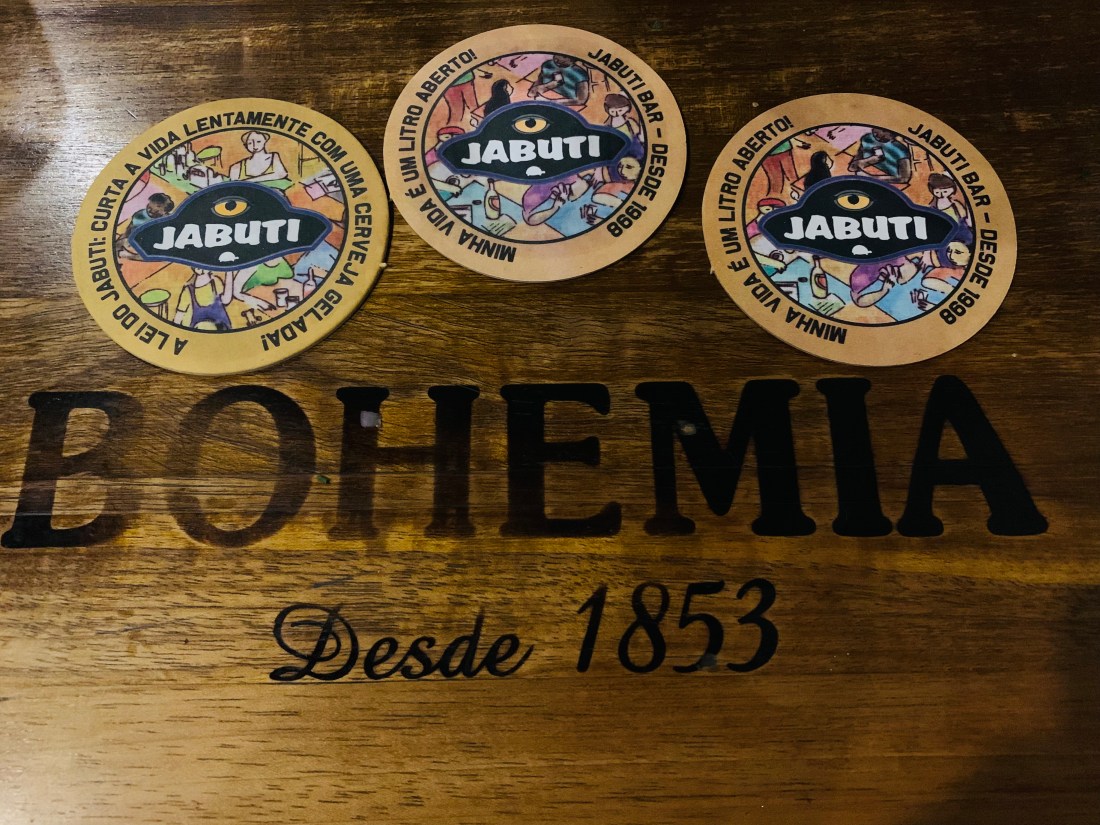 A LEI DO JABUTI: CURTA A VIDA LENTAMENTE COM UMA CERVEJA GELADA!
JABUTI
MINHA VIDA É UM LITRO ABERTO!
JABUTI BAR - DESDE 1998
JABUTI
MINHA VIDA É UM LITRO ABERTO!
JABUTI BAR - DESDE 1998
JABUTI
BOHEMIA
Desde 1853